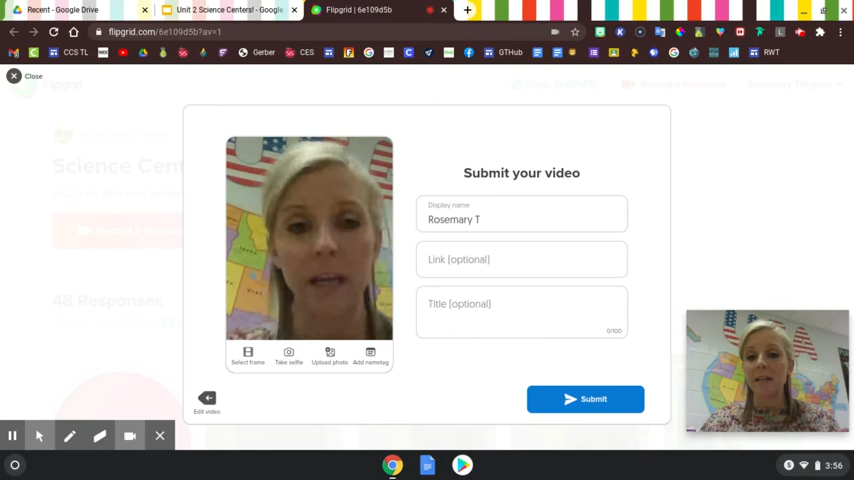 Recent - Google Drive
Unit 2 Science Centers! - Google
Flipgrid | 6e109d5b
flipgrid.com/6e109d5b?av=1
CCS TL
Gerber
CES
GTHub
RWT
Close
Flipgrid
Science Cent
48 Responses
Submit your video
Display name
Rosemary T
Link (optional)
Title (optional)
0/100
Select frame
Take selfie
Upload photo
Add nametag
Edit video
Submit
3:56